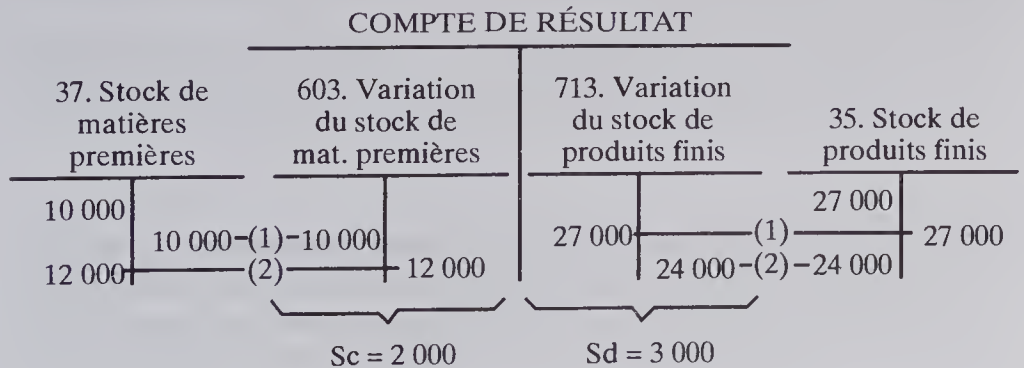 COMPTE DE RÉSULTAT
37. Stock de
matières
premières
603. Variation
du stock de
mat. premières
713. Variation
du stock de
produits finis
35. Stock de
produits finis
10 000
27 000
10 000-(1)-10 000
27 000
(1)
27 000
12 000
(2)
12 000
24 000-(2)-24 000
Sc = 2 000
Sd = 3 000